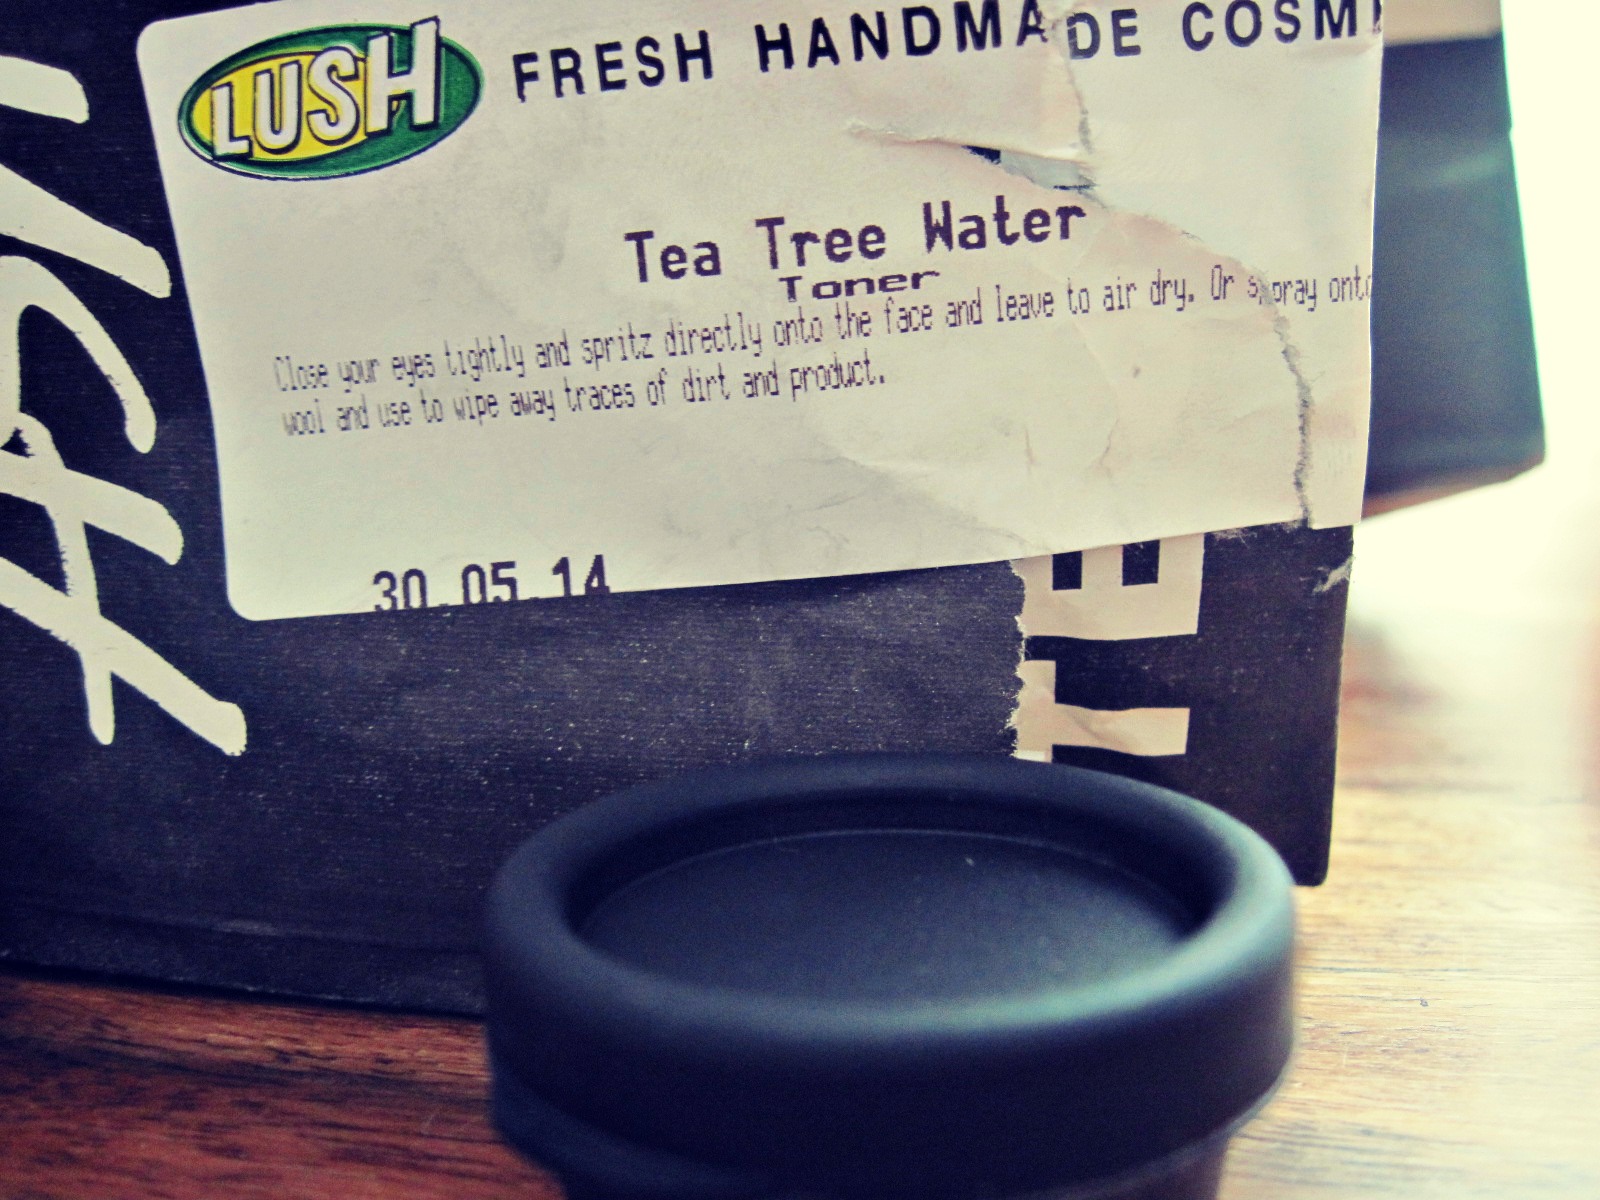 LUSH
FRESH HANDMADE
Tea Tree Water
Toner
Close your eyes tightly and spritz directly onto the face and leave to air dry. Or spray onto
wool and use to wipe away traces of dirt and product.
30.05.14